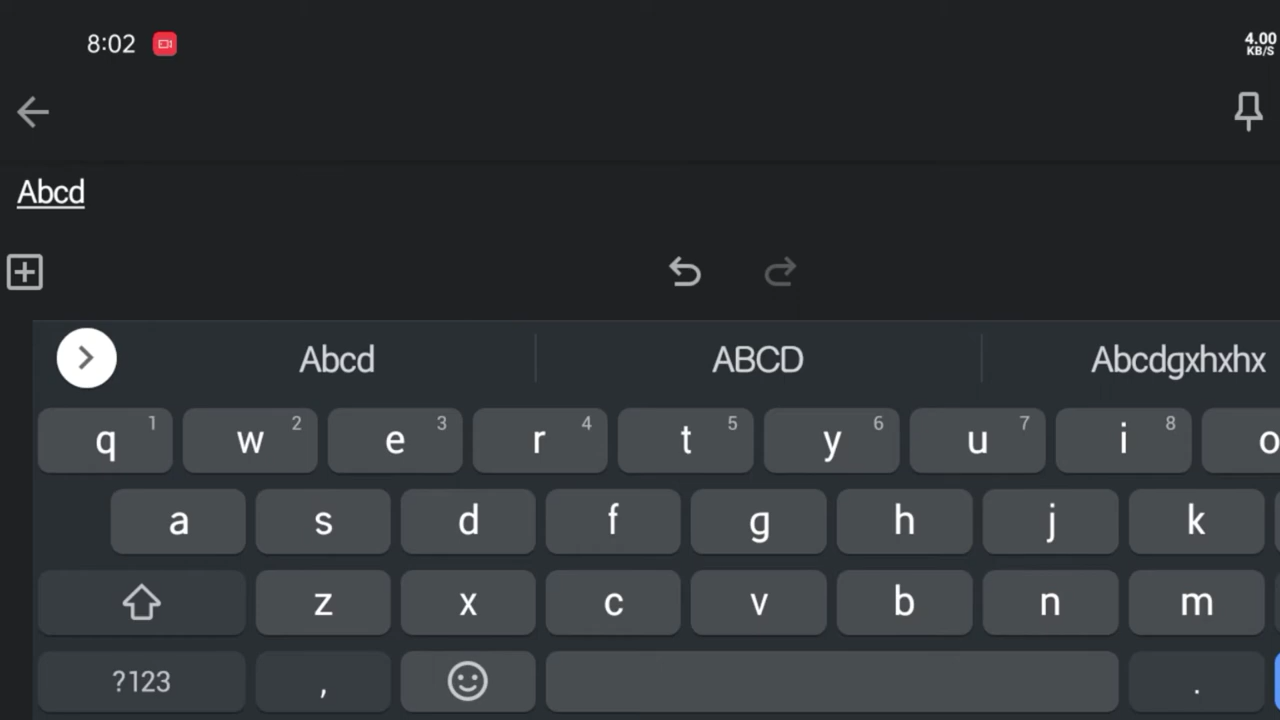 8:02
4.00
KB/S
Abcd
Abcd ABCD Abcdgxhxhx
q 1 w 2 e 3 r 4 t 5 y 6 u 7 i 8 o
a s d f g h j k
z x c v b n m
?123 , .